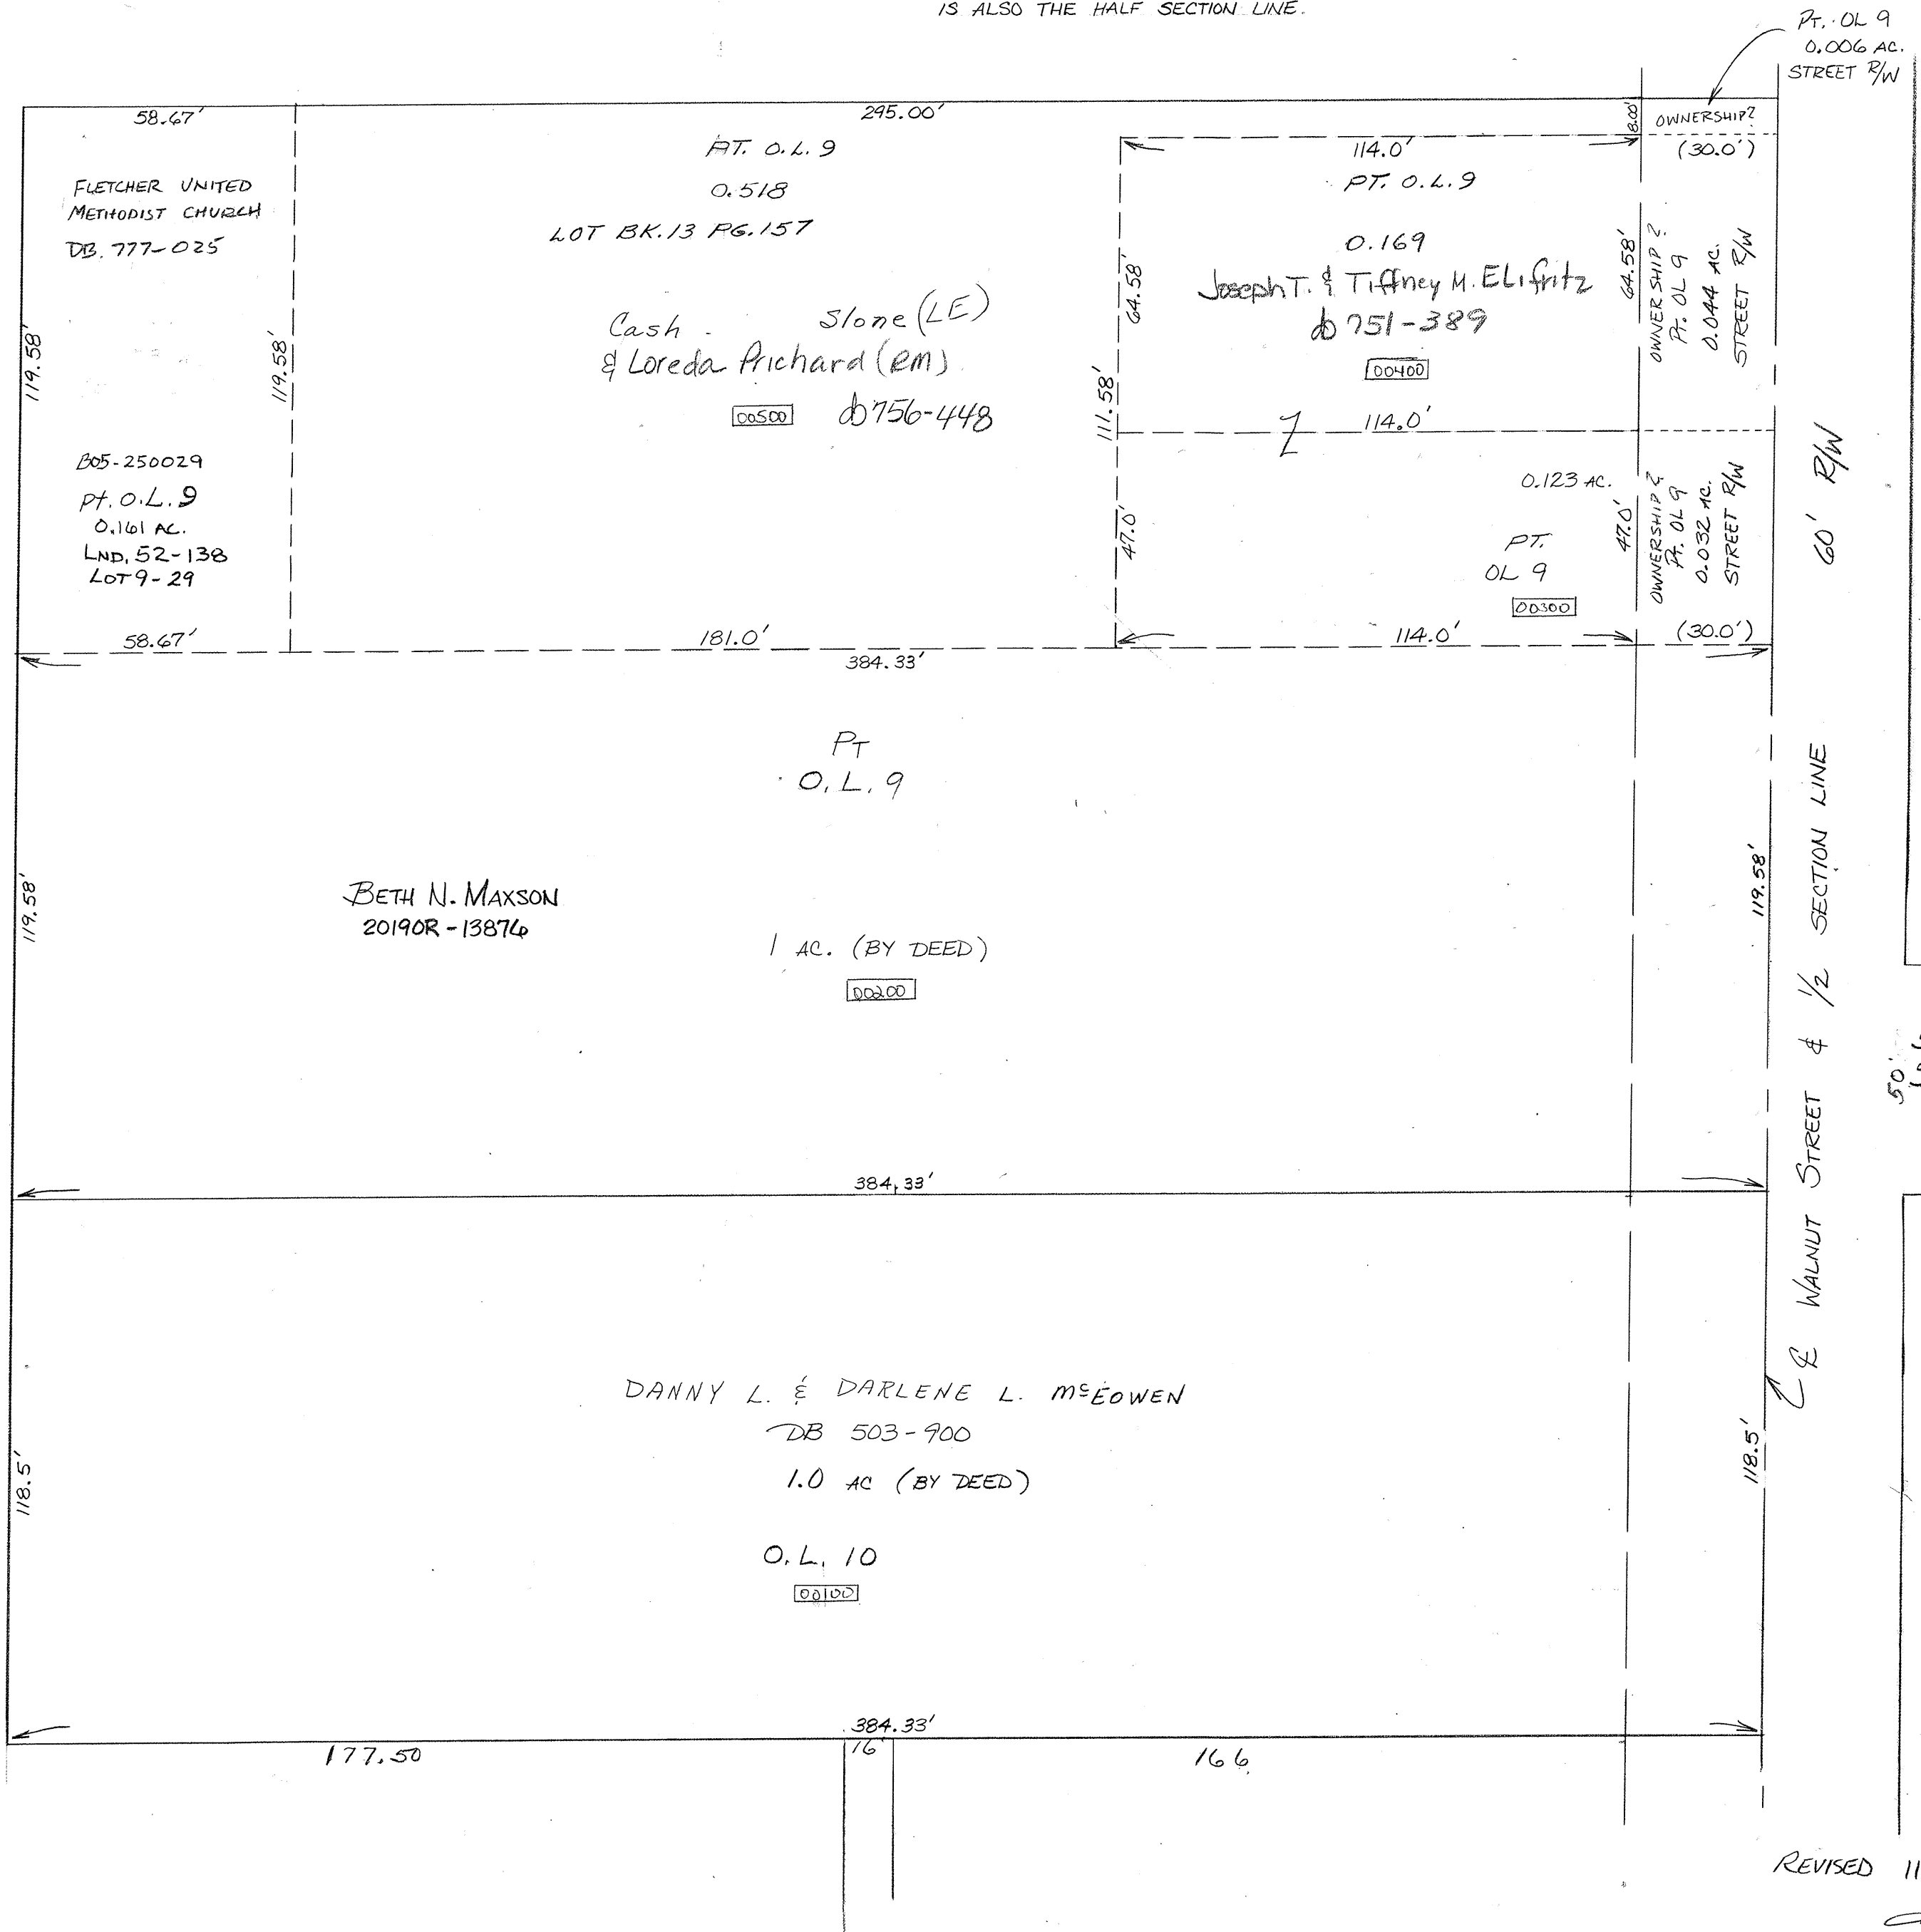 IS ALSO THE HALF SECTION LINE.
PT. OL 9
0.006 AC.
STREET R/W
58.67'
295.00'
8.00'
OWNERSHIP?
(30.0')
FLETCHER UNITED
METHODIST CHURCH
DB. 777-025
119.58'
119.58'
B05-250029
Pt. O.L. 9
0.161 AC.
LND. 52-138
LOT 9-29
58.67'
PT. O.L. 9
0.518
LOT BK.13 PG.157
Cash Slone (LE)
& Loreda Prichard (RM)
00500 db 756-448
181.0'
114.0'
PT. O.L. 9
0.169
Joseph T. & Tiffney M. Elifritz
db 751-389
00400
64.58'
111.58'
64.58'
OWNERSHIP?
PT. OL 9
0.044 AC.
STREET R/W
Z
114.0'
0.123 AC.
PT.
OL 9
00300
47.0'
47.0'
OWNERSHIP?
PT. OL 9
0.032 AC.
STREET R/W
114.0'
(30.0')
60' R/W
384.33'
PT
O.L. 9
BETH N. MAXSON
2019OR-13876
1 AC. (BY DEED)
00200
119.58'
119.58'
384.33'
50'
℄ WALNUT STREET & 1/2 SECTION LINE
DANNY L. & DARLENE L. McEOWEN
DB 503-900
1.0 AC (BY DEED)
O.L. 10
00100
118.5'
118.5'
384.33'
177.50
16'
166
REVISED 11